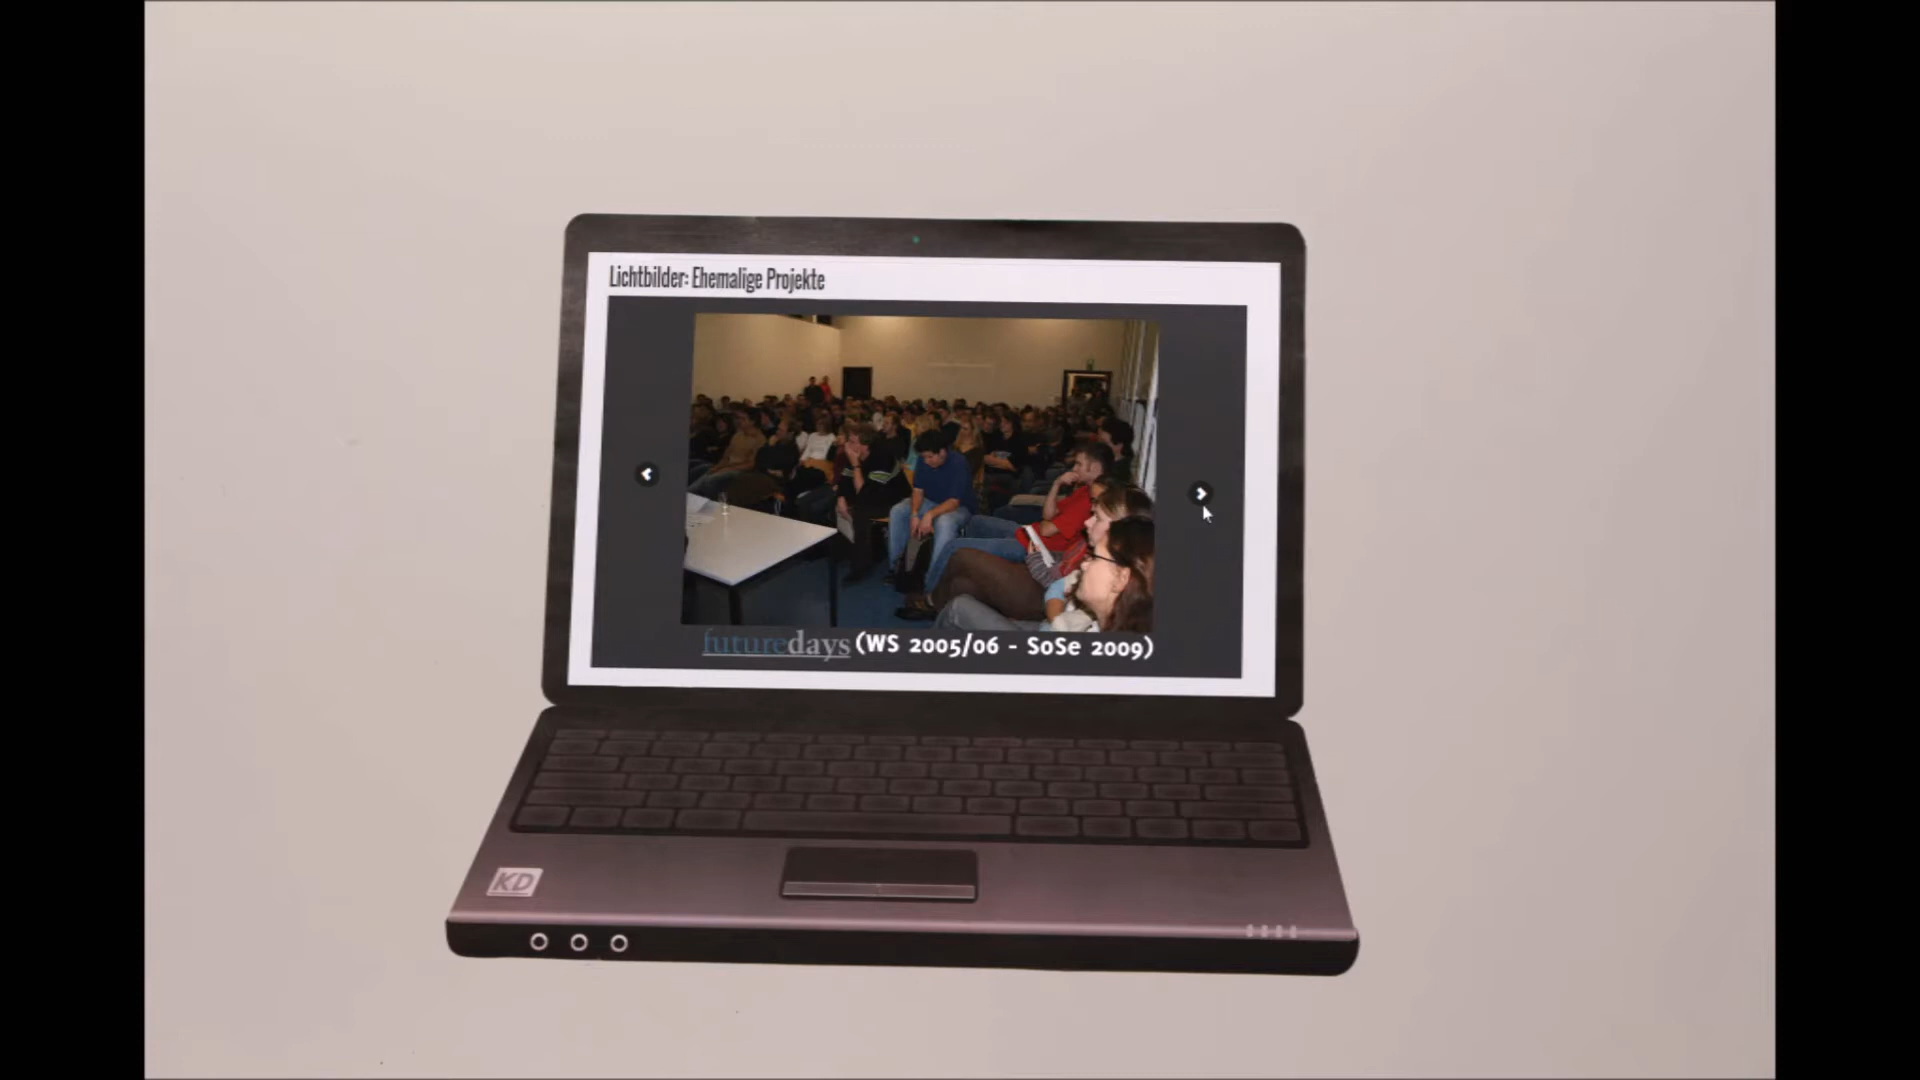 Lichtbilder: Ehemalige Projekte
futuredays (WS 2005/06 - SoSe 2009)
KD